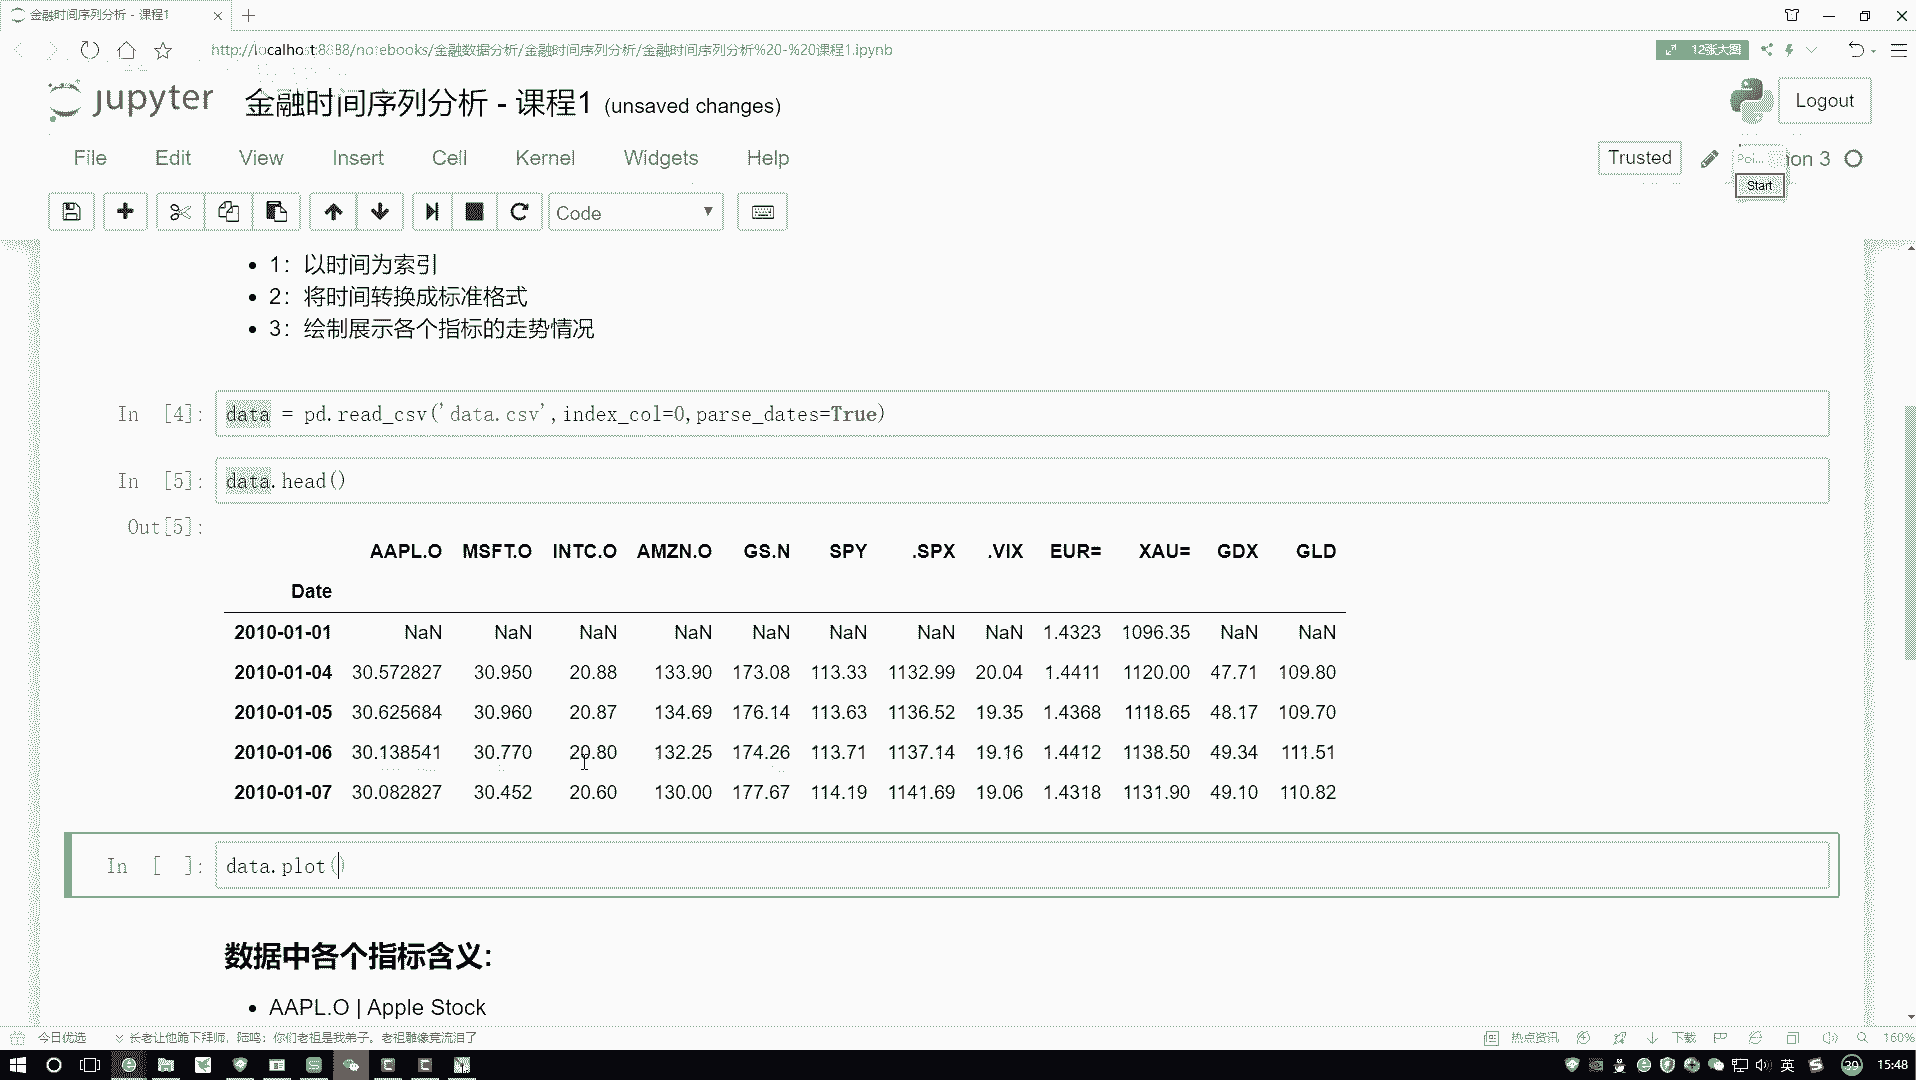 金融时间序列分析 - 课程1
http://localhost:8888/notebooks/金融数据分析/金融时间序列分析/金融时间序列分析%20-%20课程1.ipynb
12张大图
jupyter 金融时间序列分析 - 课程1 (unsaved changes)
Logout
File Edit View Insert Cell Kernel Widgets Help
Trusted
Poi...
on 3
Start
Code
• 1：以时间为索引
• 2：将时间转换成标准格式
• 3：绘制展示各个指标的走势情况
In [4]: data = pd.read_csv('data.csv',index_col=0,parse_dates=True)
In [5]: data.head()
Out[5]:
AAPL.O MSFT.O INTC.O AMZN.O GS.N SPY .SPX .VIX EUR= XAU= GDX GLD
Date
2010-01-01 NaN NaN NaN NaN NaN NaN NaN NaN 1.4323 1096.35 NaN NaN
2010-01-04 30.572827 30.950 20.88 133.90 173.08 113.33 1132.99 20.04 1.4411 1120.00 47.71 109.80
2010-01-05 30.625684 30.960 20.87 134.69 176.14 113.63 1136.52 19.35 1.4368 1118.65 48.17 109.70
2010-01-06 30.138541 30.770 20.80 132.25 174.26 113.71 1137.14 19.16 1.4412 1138.50 49.34 111.51
2010-01-07 30.082827 30.452 20.60 130.00 177.67 114.19 1141.69 19.06 1.4318 1131.90 49.10 110.82
In [ ]: data.plot()
数据中各个指标含义:
• AAPL.O | Apple Stock
今日优选 长老让他跪下拜师，陆鸣：你们老祖是我弟子。老祖雕像竟流泪了
热点资讯 下载 160%
英 39 15:48